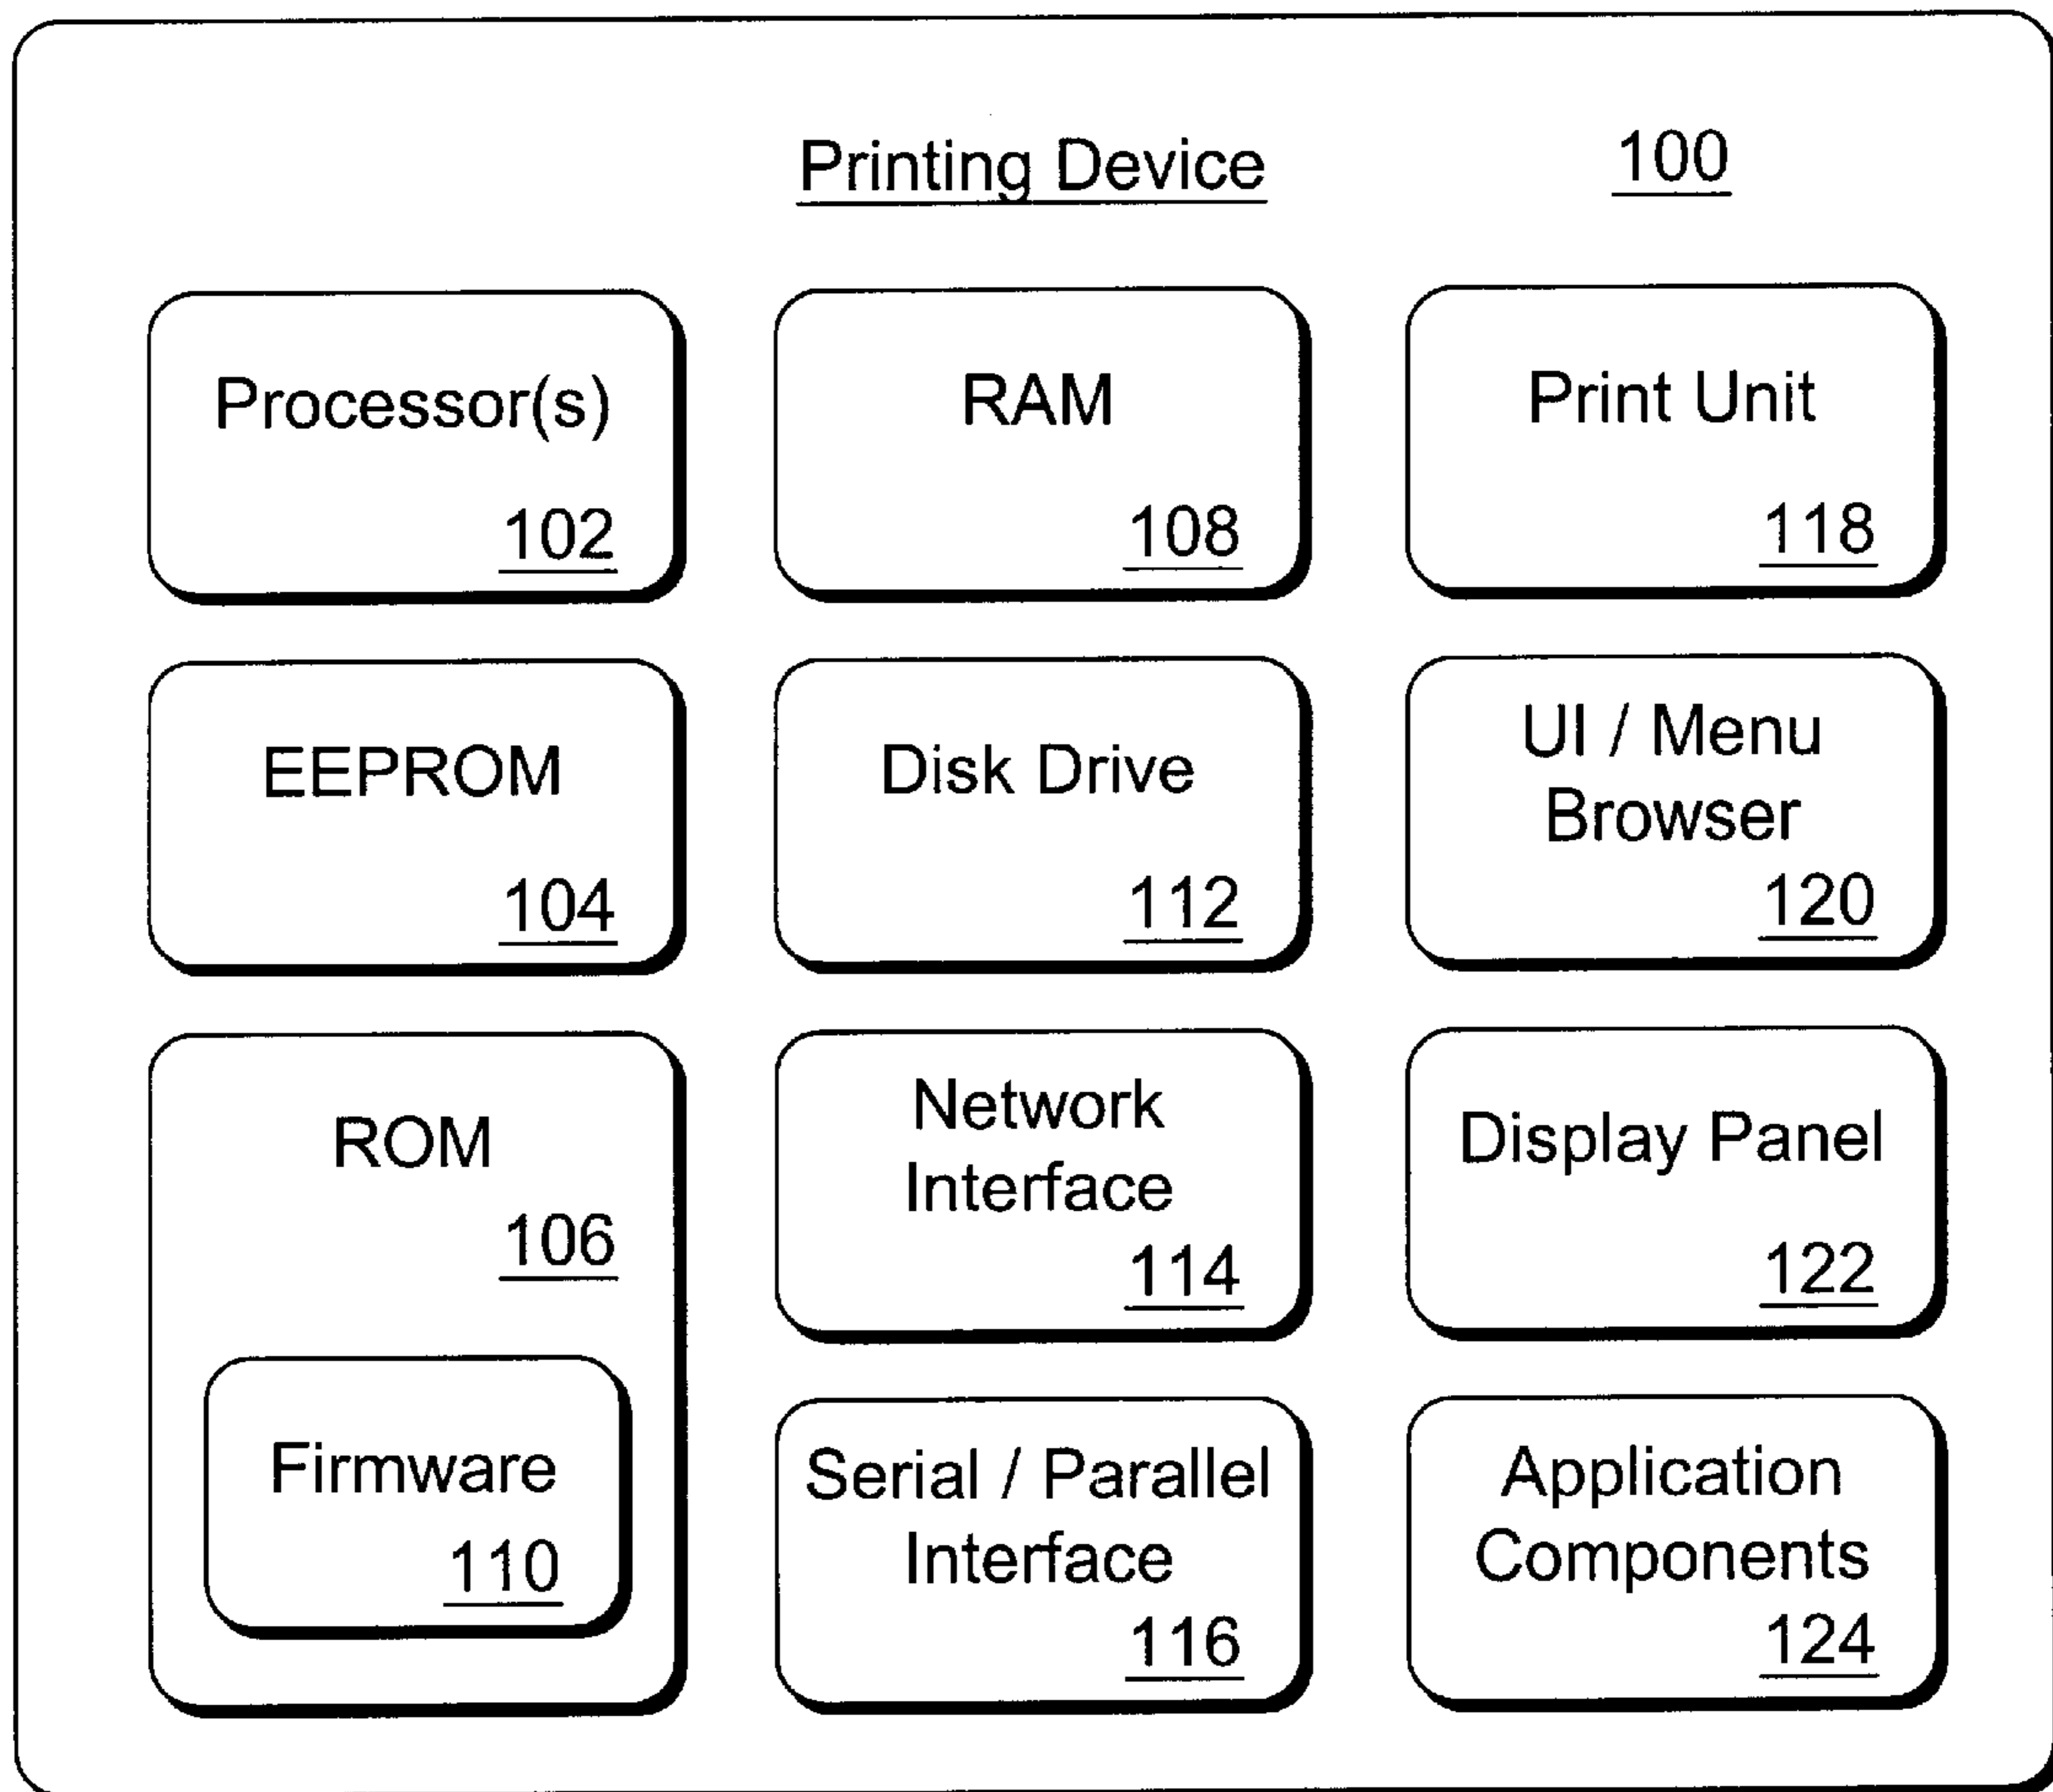 Printing Device 100
Processor(s)
102
RAM
108
Print Unit
118
EEPROM
104
Disk Drive
112
UI / Menu
Browser
120
ROM
106
Firmware
110
Network
Interface
114
Display Panel
122
Serial / Parallel
Interface
116
Application
Components
124